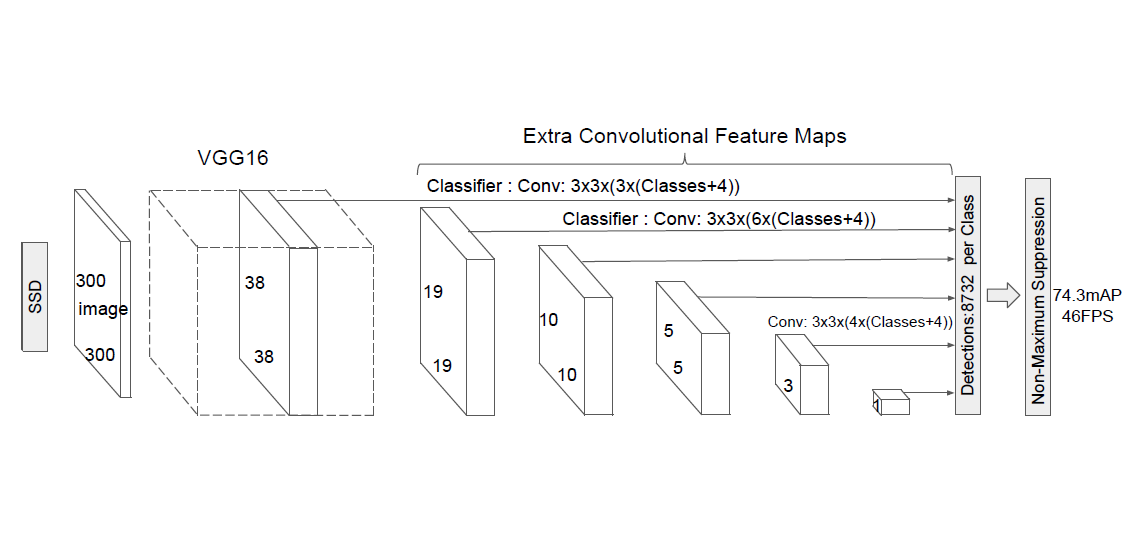 Extra Convolutional Feature Maps
VGG16
Classifier : Conv: 3x3x(3x(Classes+4))
Classifier : Conv: 3x3x(6x(Classes+4))
SSD
300
image
300
38
38
19
19
10
10
5
5
Conv: 3x3x(4x(Classes+4))
3
1
Detections:8732 per Class
Non-Maximum Suppression
74.3mAP
46FPS